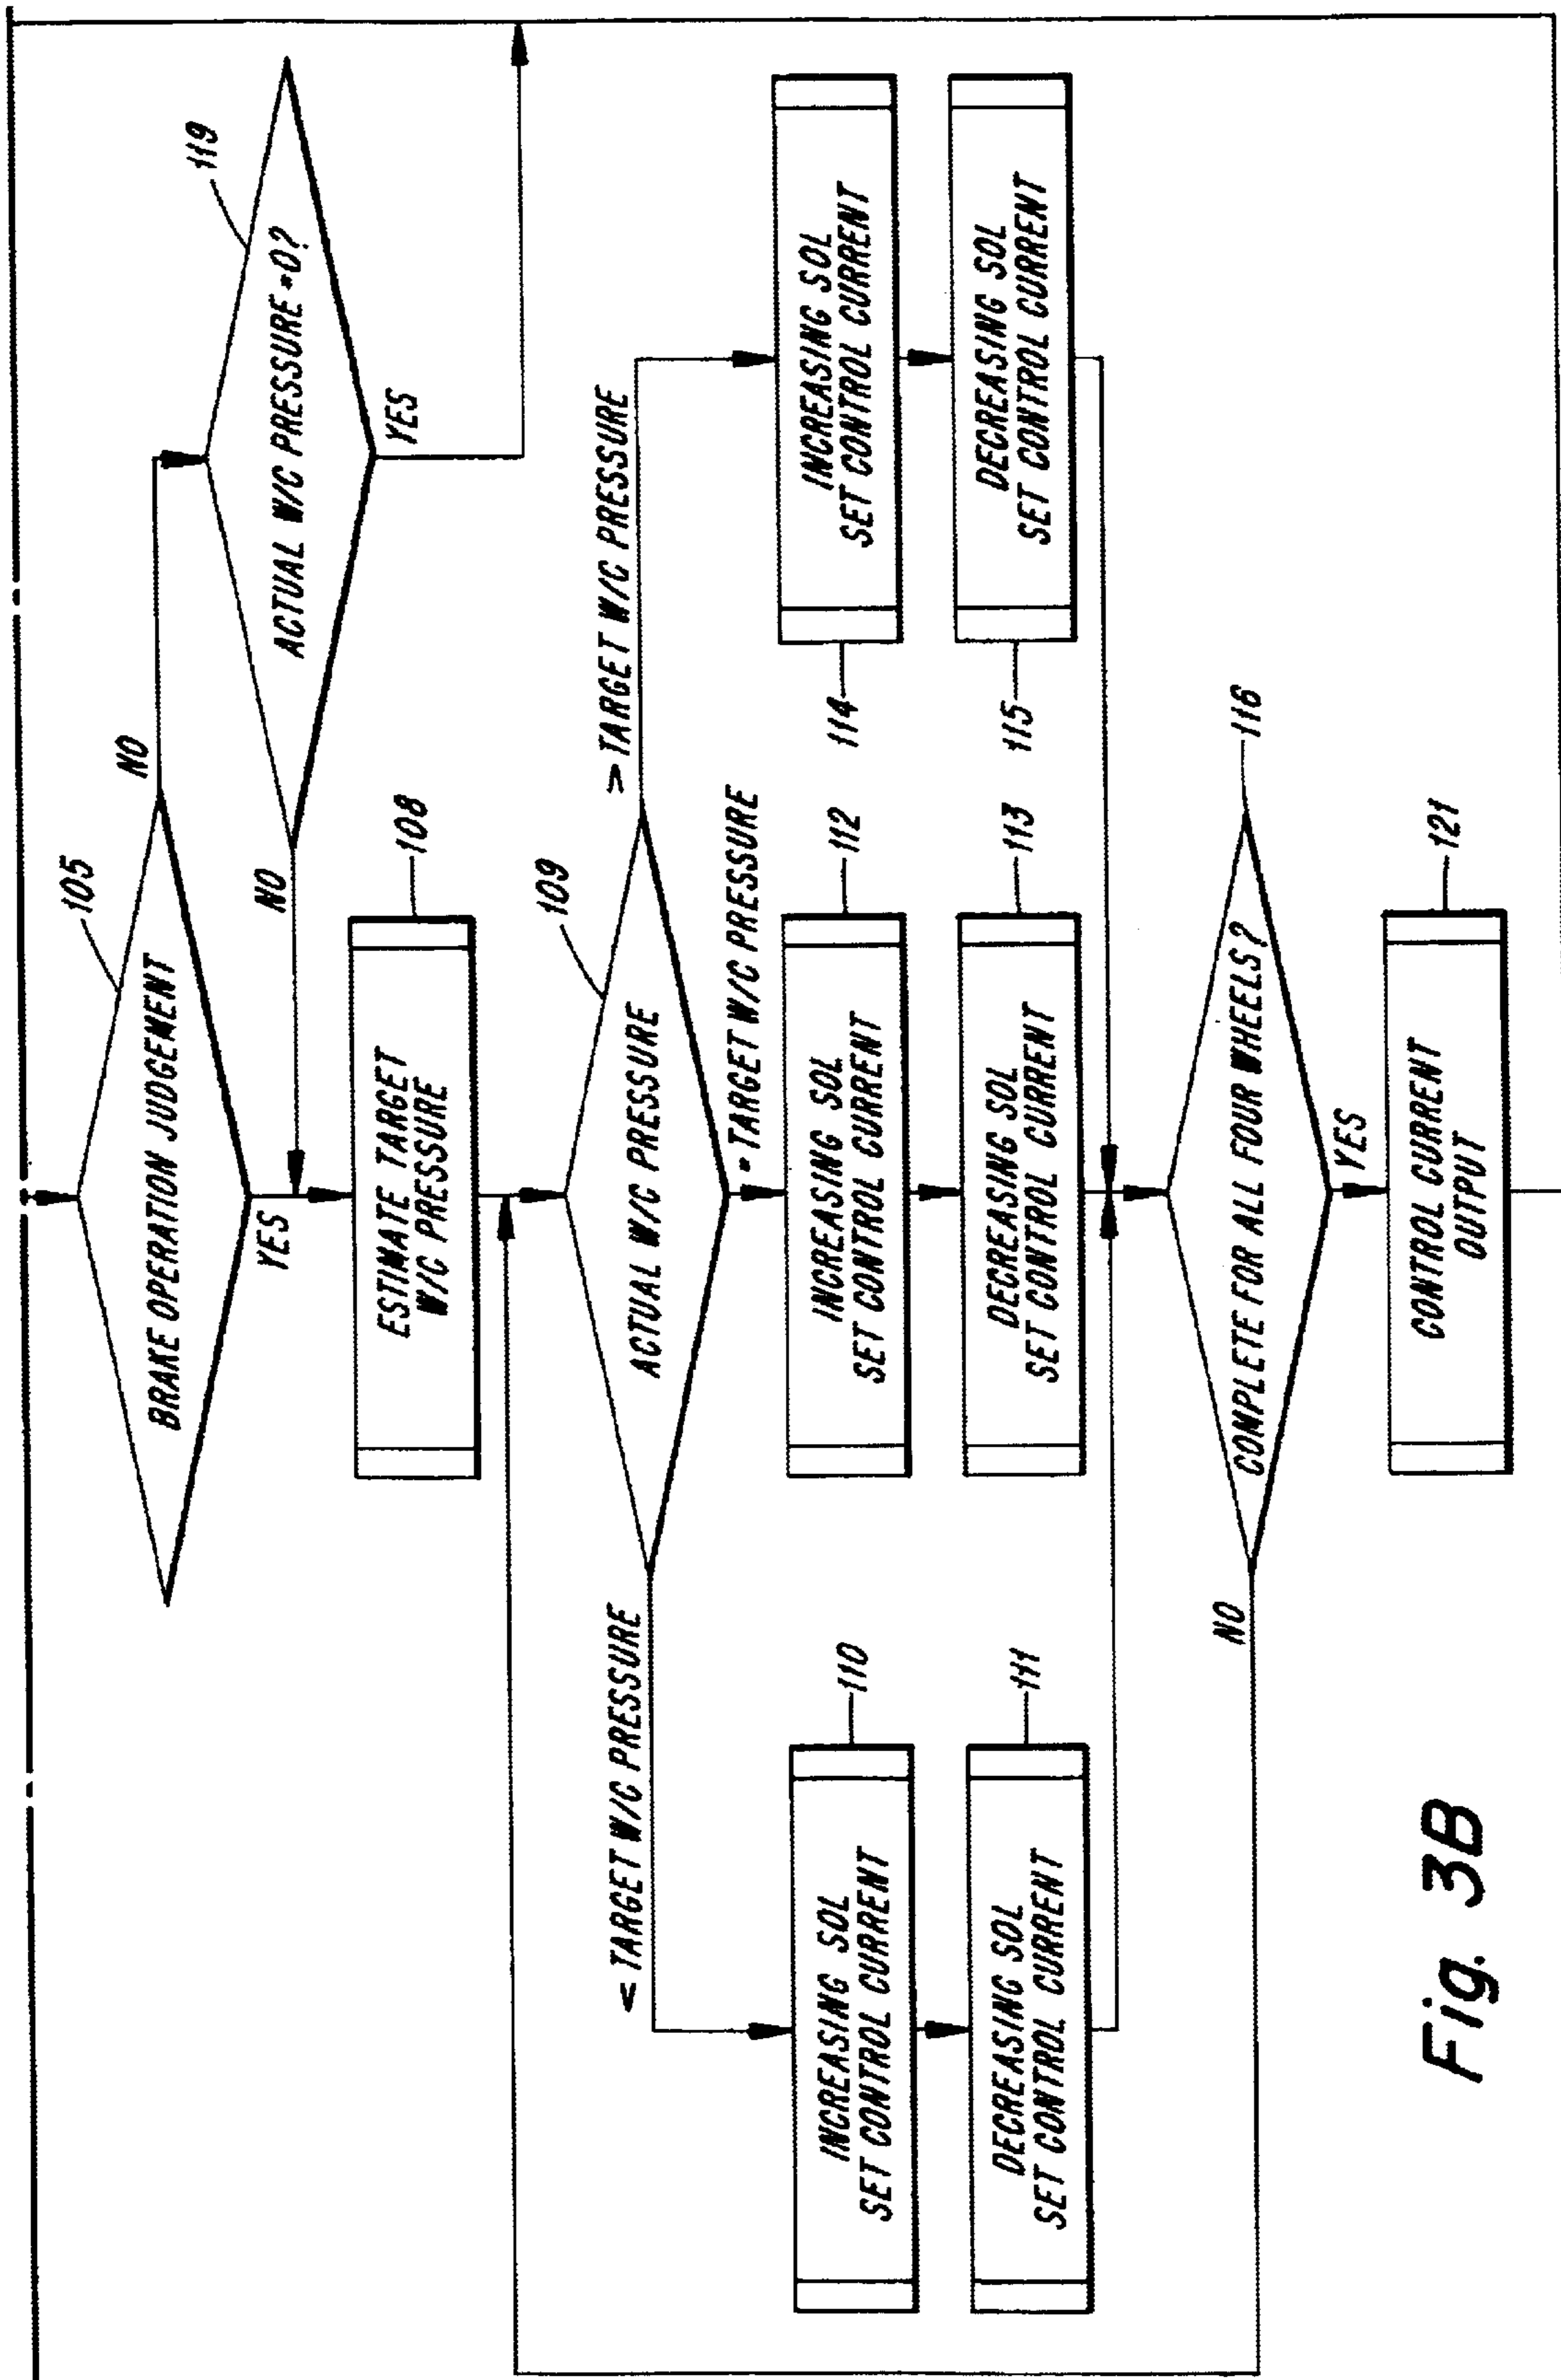 105
BRAKE OPERATION JUDGEMENT
NO
YES
119
ACTUAL W/C PRESSURE=0?
NO
YES
108
ESTIMATE TARGET
W/C PRESSURE
109
ACTUAL W/C PRESSURE
< TARGET W/C PRESSURE
= TARGET W/C PRESSURE
> TARGET W/C PRESSURE
110
INCREASING SOL
SET CONTROL CURRENT
112
INCREASING SOL
SET CONTROL CURRENT
114
INCREASING SOL
SET CONTROL CURRENT
111
DECREASING SOL
SET CONTROL CURRENT
113
DECREASING SOL
SET CONTROL CURRENT
115
DECREASING SOL
SET CONTROL CURRENT
116
COMPLETE FOR ALL FOUR WHEELS?
NO
YES
121
CONTROL CURRENT
OUTPUT
Fig. 3B